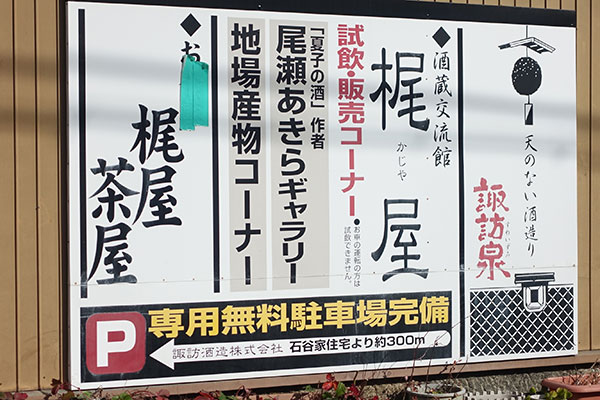 天のない酒造り
諏訪泉
すわいずみ
◆酒蔵交流館
梶屋
かじや
試飲・販売コーナー
●お車の運転の方は
試飲できません。
「夏子の酒」作者
尾瀬あきらギャラリー
地場産物コーナー
◆お
梶屋
茶屋
P
専用無料駐車場完備
諏訪酒造株式会社 石谷家住宅より約300m